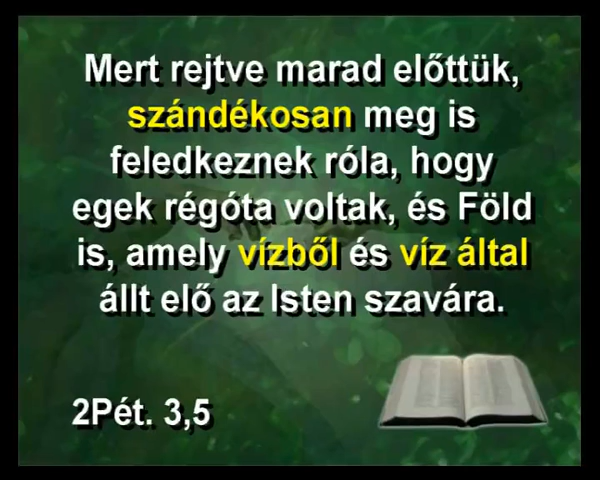 Mert rejtve marad előttük,
szándékosan meg is
feledkeznek róla, hogy
egek régóta voltak, és Föld
is, amely vízből és víz által
állt elő az Isten szavára.
2Pét. 3,5